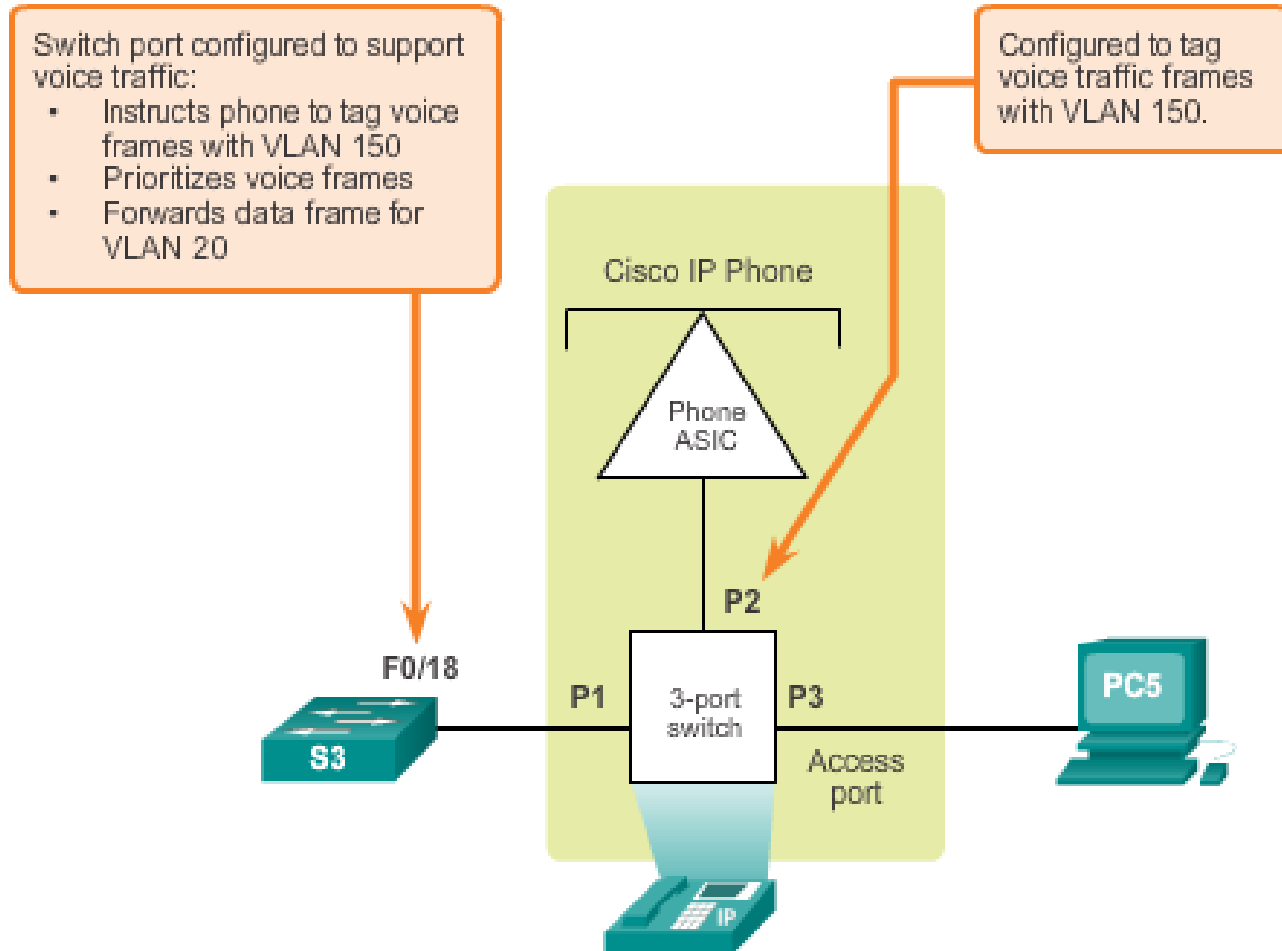 Switch port configured to support
voice traffic:
• Instructs phone to tag voice
frames with VLAN 150
• Prioritizes voice frames
• Forwards data frame for
VLAN 20
Configured to tag
voice traffic frames
with VLAN 150.
Cisco IP Phone
Phone
ASIC
P2
F0/18
P1
3-port
switch
P3
PC5
S3
Access
port
IP